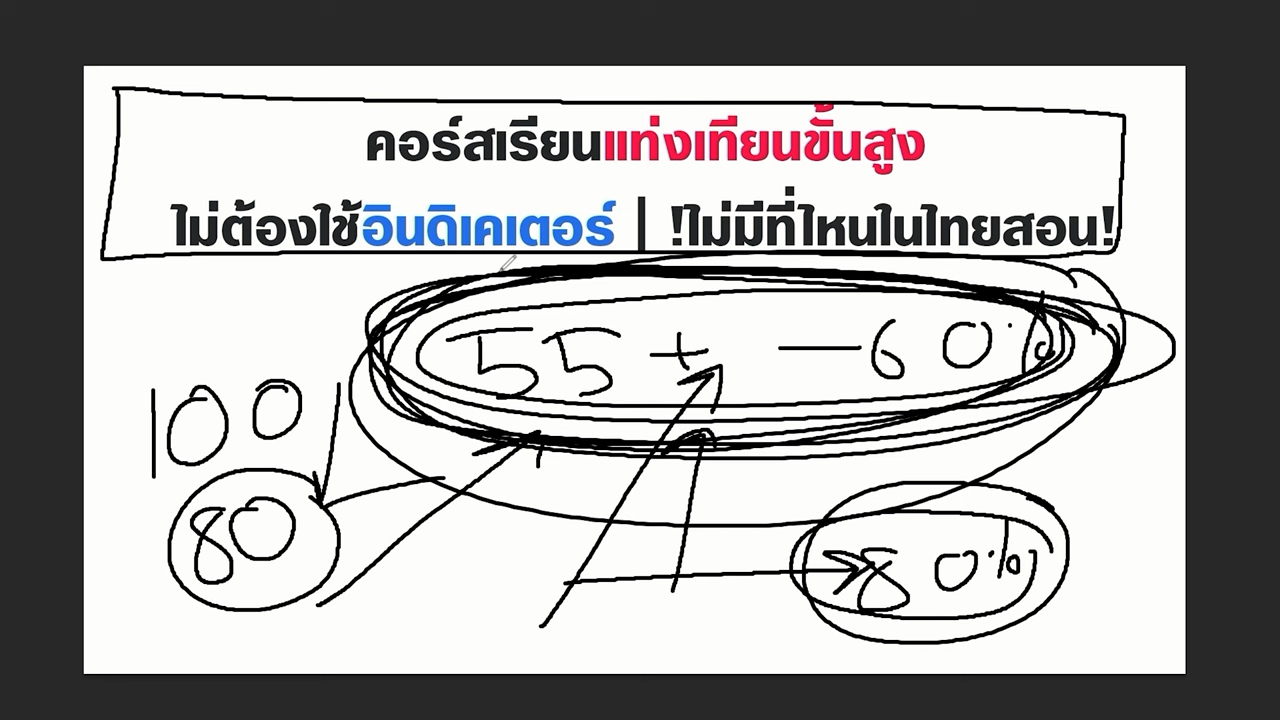 คอร์สเรียนแท่งเทียนขั้นสูง
ไม่ต้องใช้อินดิเคเตอร์ | !ไม่มีที่ไหนในไทยสอน!
55+ — 60%
100
80
80%